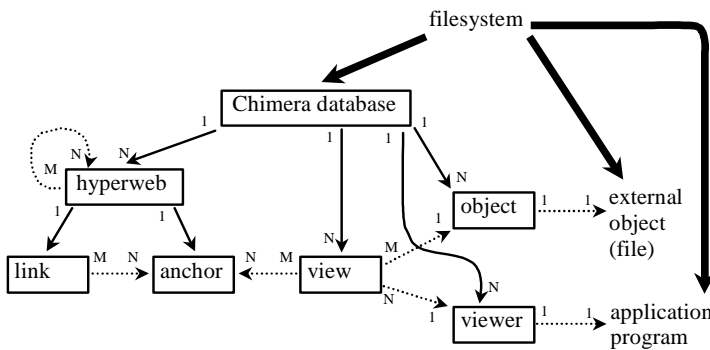 filesystem
Chimera database
1
1
1
1
N
M
N
hyperweb
1
1
N
object
1
1
external
object
(file)
1
N
M
link
M
N
anchor
N
M
view
N
1
N
viewer
1
1
application
program